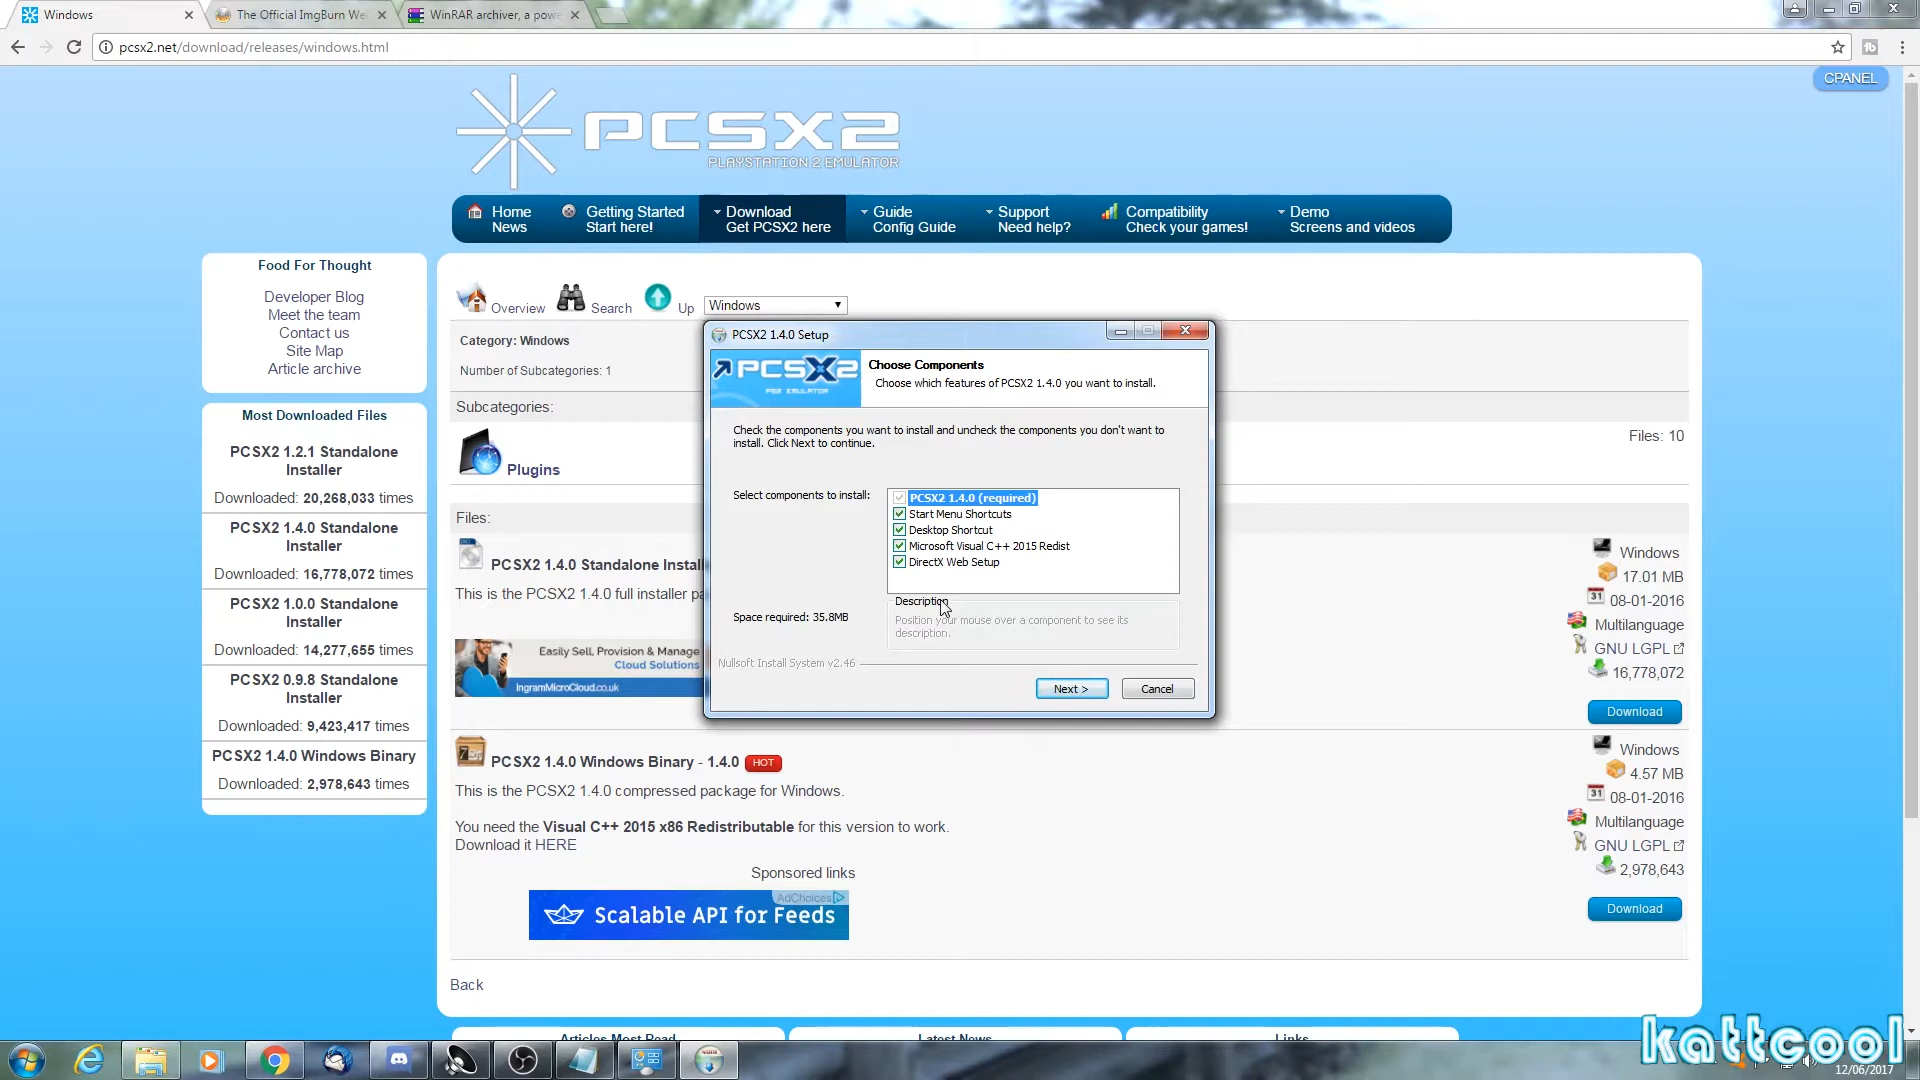 Windows
The Official ImgBurn We
WinRAR archiver, a powe
pcsx2.net/download/releases/windows.html
CPANEL
PCSX2
PLAYSTATION 2 EMULATOR
Home
News
Getting Started
Start here!
Download
Get PCSX2 here
Guide
Config Guide
Support
Need help?
Compatibility
Check your games!
Demo
Screens and videos
Food For Thought
Developer Blog
Meet the team
Contact us
Site Map
Article archive
Most Downloaded Files
PCSX2 1.2.1 Standalone
Installer
Downloaded: 20,268,033 times
PCSX2 1.4.0 Standalone
Installer
Downloaded: 16,778,072 times
PCSX2 1.0.0 Standalone
Installer
Downloaded: 14,277,655 times
PCSX2 0.9.8 Standalone
Installer
Downloaded: 9,423,417 times
PCSX2 1.4.0 Windows Binary
Downloaded: 2,978,643 times
Overview
Search
Up
Windows
Category: Windows
Number of Subcategories: 1
Subcategories:
Plugins
Files: 10
Files:
PCSX2 1.4.0 Standalone Instal
This is the PCSX2 1.4.0 full installer pa
Easily Sell, Provision & Manage
Cloud Solutions
IngramMicroCloud.co.uk
Windows
17.01 MB
31 08-01-2016
Multilanguage
GNU LGPL
16,778,072
Download
PCSX2 1.4.0 Setup
PCSX2
PS2 EMULATOR
Choose Components
Choose which features of PCSX2 1.4.0 you want to install.
Check the components you want to install and uncheck the components you don't want to
install. Click Next to continue.
Select components to install:
PCSX2 1.4.0 (required)
Start Menu Shortcuts
Desktop Shortcut
Microsoft Visual C++ 2015 Redist
DirectX Web Setup
Space required: 35.8MB
Description
Position your mouse over a component to see its
description.
Nullsoft Install System v2.46
Next >
Cancel
PCSX2 1.4.0 Windows Binary - 1.4.0 HOT
This is the PCSX2 1.4.0 compressed package for Windows.
You need the Visual C++ 2015 x86 Redistributable for this version to work.
Download it HERE
Windows
4.57 MB
31 08-01-2016
Multilanguage
GNU LGPL
2,978,643
Download
Sponsored links
AdChoices
Scalable API for Feeds
Back
Articles Most Read
Latest News
Links
kattcool
12/06/2017